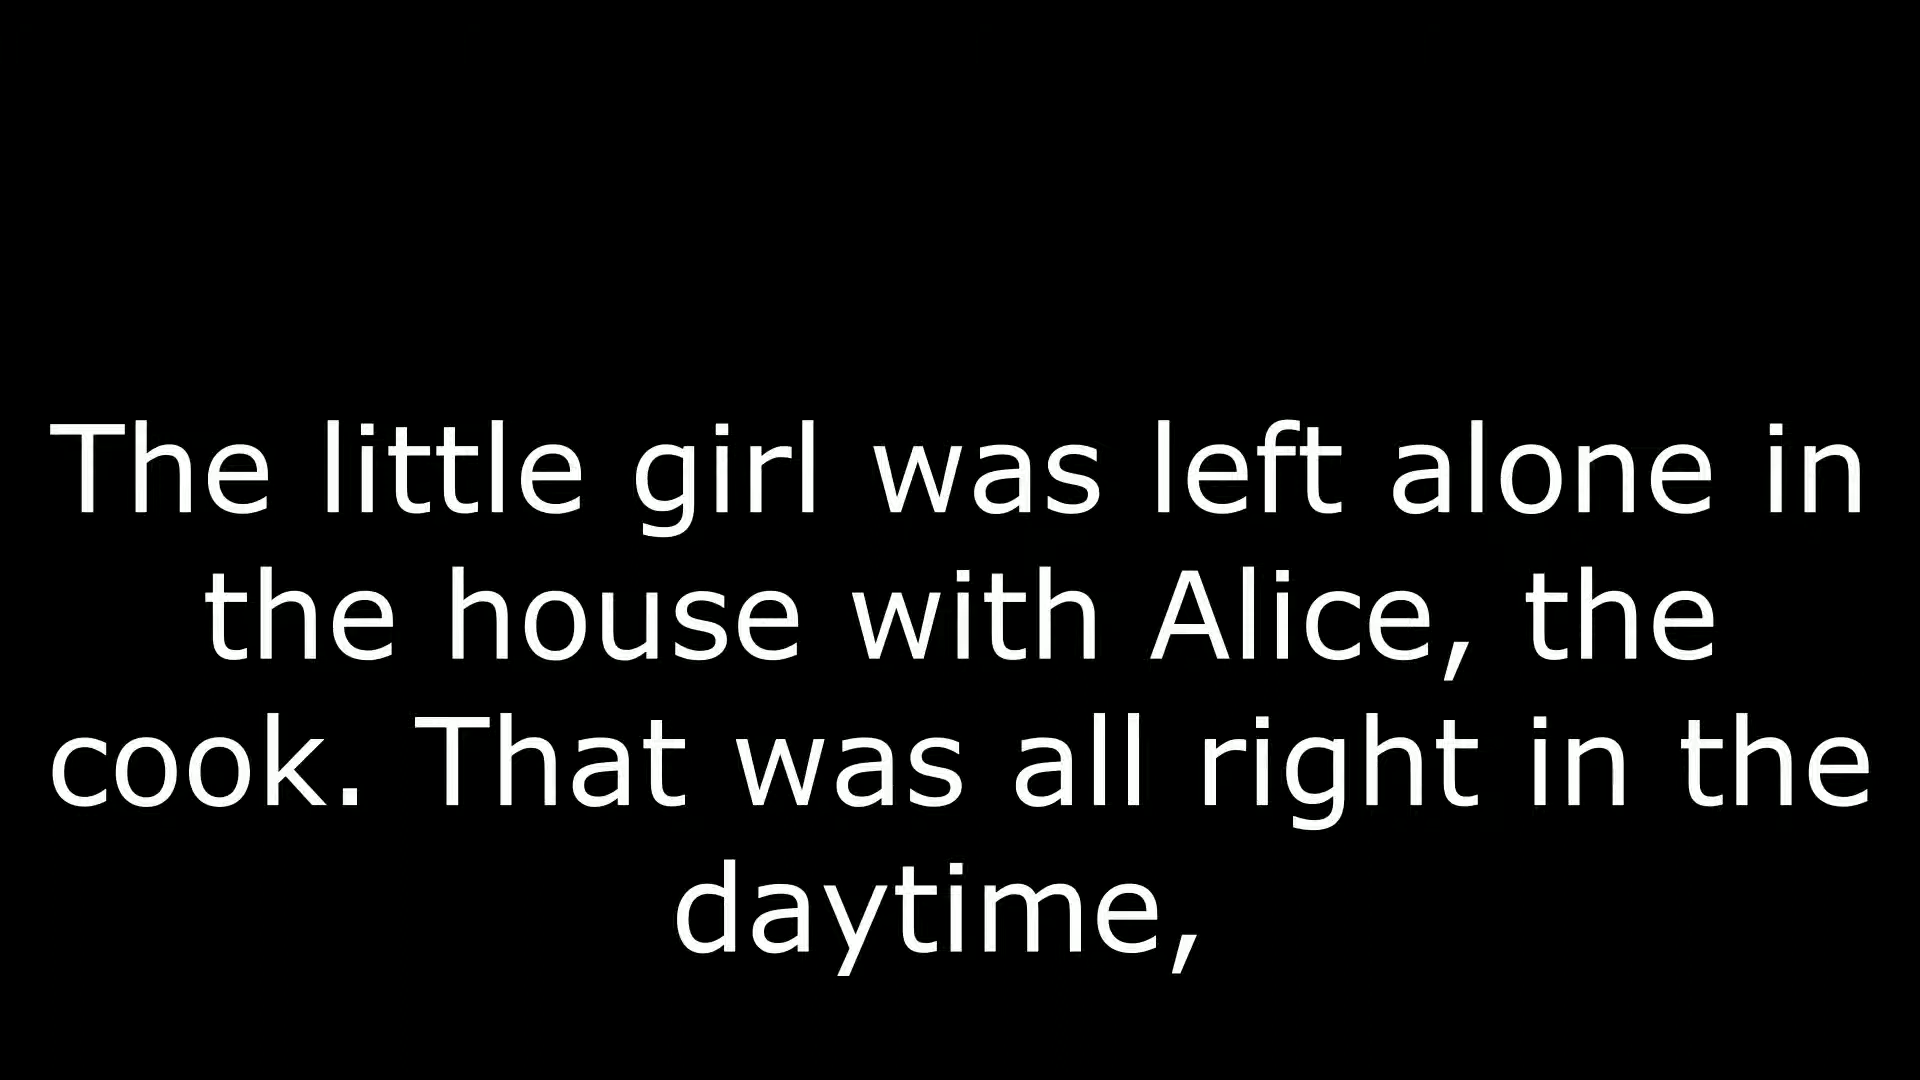 The little girl was left alone in
the house with Alice, the
cook. That was all right in the
daytime,